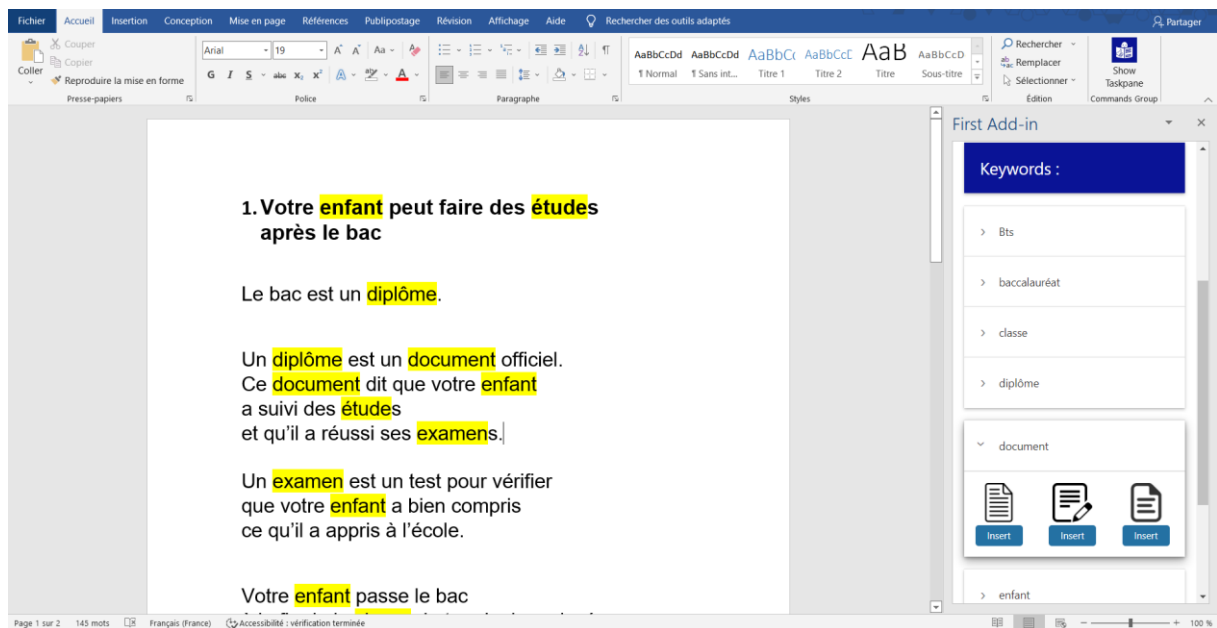 Fichier Accueil Insertion Conception Mise en page Références Publipostage Révision Affichage Aide Rechercher des outils adaptés Partager
Coller
Couper
Copier
Reproduire la mise en forme
Presse-papiers
Arial 19
G I S abc X₂ X² A A
Aa
Police
Paragraphe
AaBbCcDd AaBbCcDd AaBbC( AaBbCcE AaB AaBbCcD
¶ Normal ¶ Sans int... Titre 1 Titre 2 Titre Sous-titre
Styles
Rechercher
Remplacer
Sélectionner
Édition
Show
Taskpane
Commands Group
1. Votre enfant peut faire des études
après le bac
Le bac est un diplôme.
Un diplôme est un document officiel.
Ce document dit que votre enfant
a suivi des études
et qu'il a réussi ses examens.
Un examen est un test pour vérifier
que votre enfant a bien compris
ce qu'il a appris à l'école.
Votre enfant passe le bac
First Add-in
Keywords :
Bts
baccalauréat
classe
diplôme
document
Insert Insert Insert
enfant
Page 1 sur 2 145 mots Français (France) Accessibilité : vérification terminée 100 %